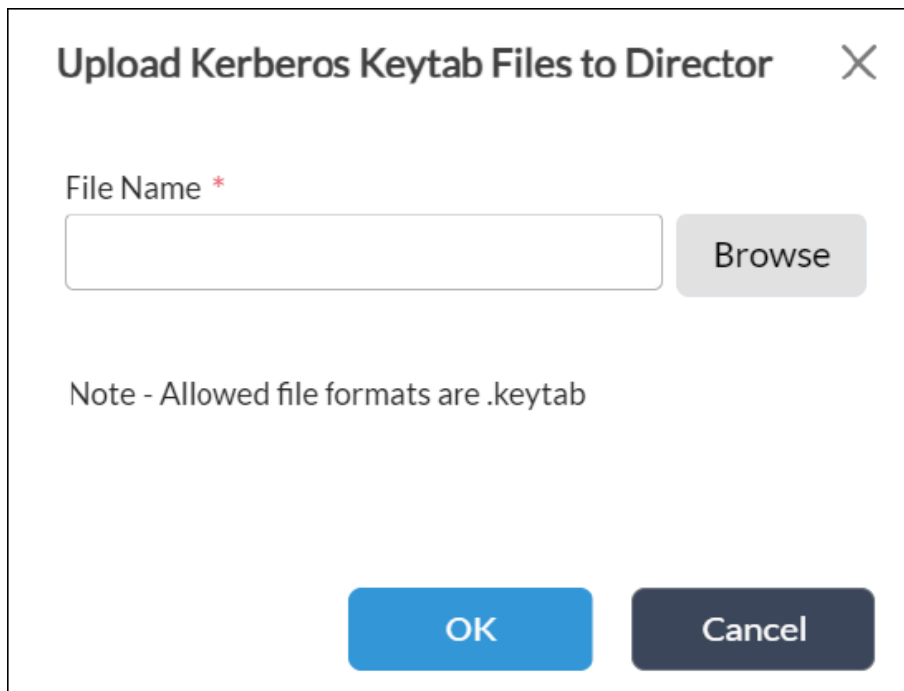 Upload Kerberos Keytab Files to Director
File Name *
Browse
Note - Allowed file formats are .keytab
OK
Cancel